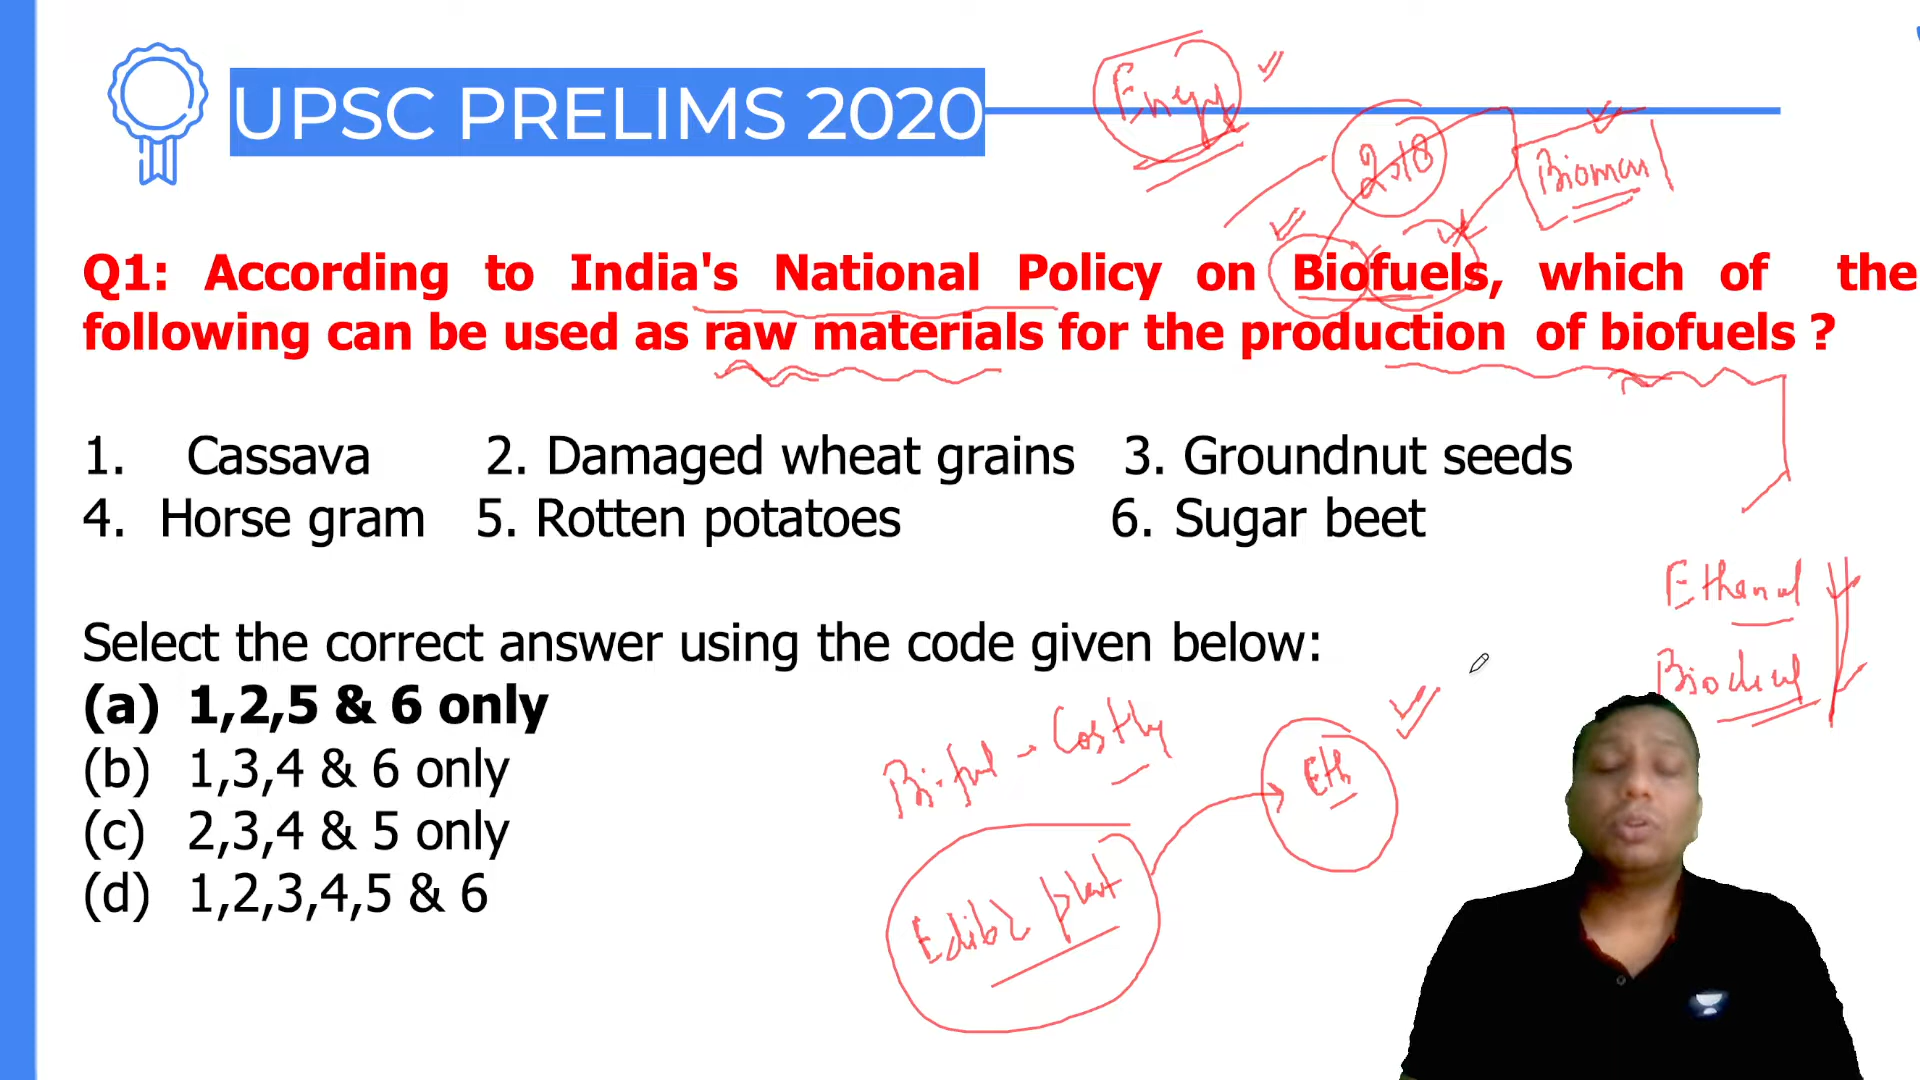 UPSC PRELIMS 2020
Energy
2018
Biomass
Q1: According to India's National Policy on Biofuels, which of the
following can be used as raw materials for the production of biofuels ?
1. Cassava 2. Damaged wheat grains 3. Groundnut seeds
4. Horse gram 5. Rotten potatoes 6. Sugar beet
Ethanol
Biodiesel
Select the correct answer using the code given below:
(a) 1,2,5 & 6 only
(b) 1,3,4 & 6 only
(c) 2,3,4 & 5 only
(d) 1,2,3,4,5 & 6
Biofuel - Costly
Eth
Edible plant